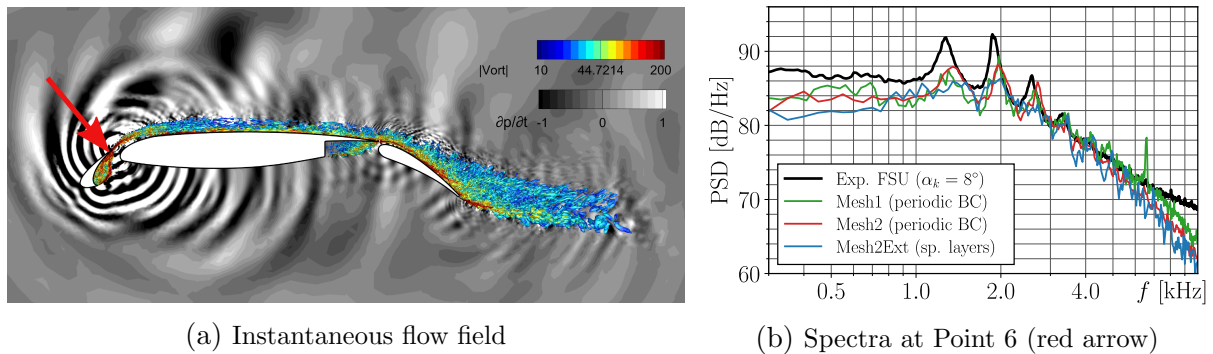 |Vort|
10 44.7214 200
∂p/∂t
-1 0 1
(a) Instantaneous flow field
PSD [dB/Hz]
90
80
70
60
0.5 1.0 2.0 4.0 f [kHz]
Exp. FSU (αk = 8°)
Mesh1 (periodic BC)
Mesh2 (periodic BC)
Mesh2Ext (sp. layers)
(b) Spectra at Point 6 (red arrow)